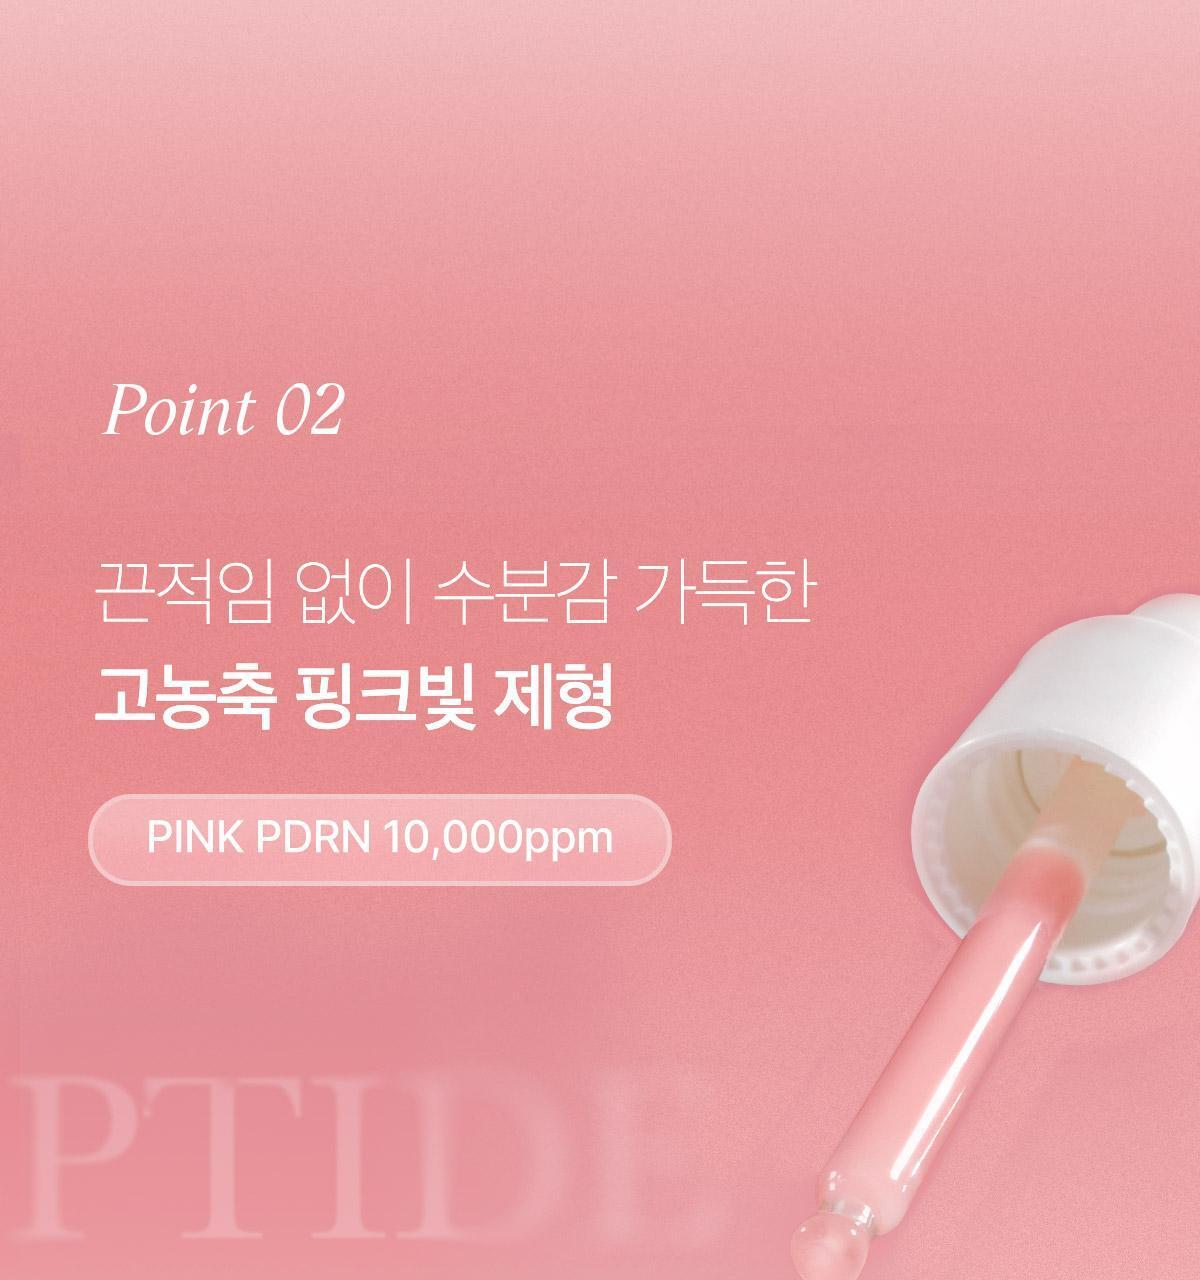 Point 02
끈적임 없이 수분감 가득한
고농축 핑크빛 제형
PINK PDRN 10,000ppm
PTIDE